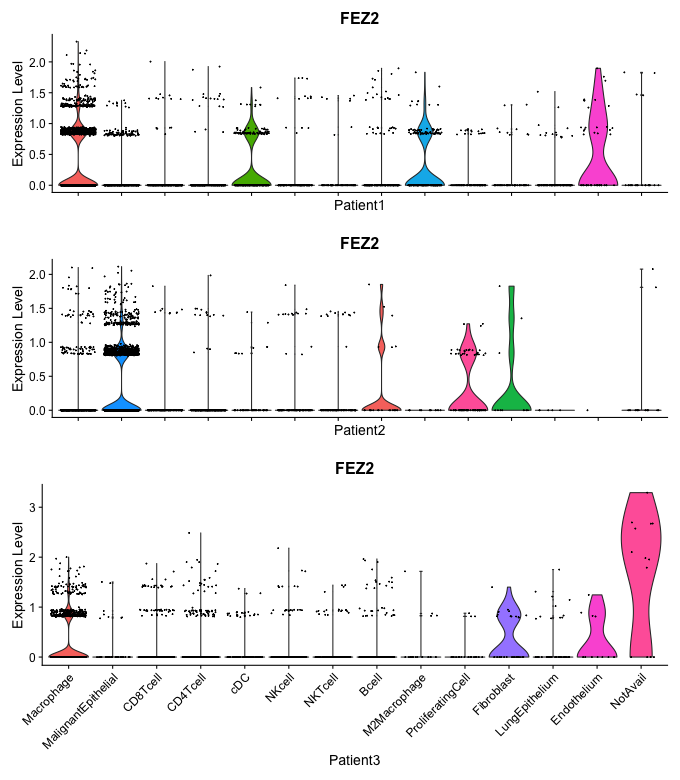 FEZ2
Expression Level
2.0
1.5
1.0
0.5
0.0
Patient1
FEZ2
Expression Level
2.0
1.5
1.0
0.5
0.0
Patient2
FEZ2
Expression Level
3
2
1
0
Macrophage
MalignantEpithelial
CD8Tcell
CD4Tcell
cDC
NKcell
NKTcell
Bcell
M2Macrophage
ProliferatingCell
Fibroblast
LungEpithelium
Endothelium
NotAvail
Patient3